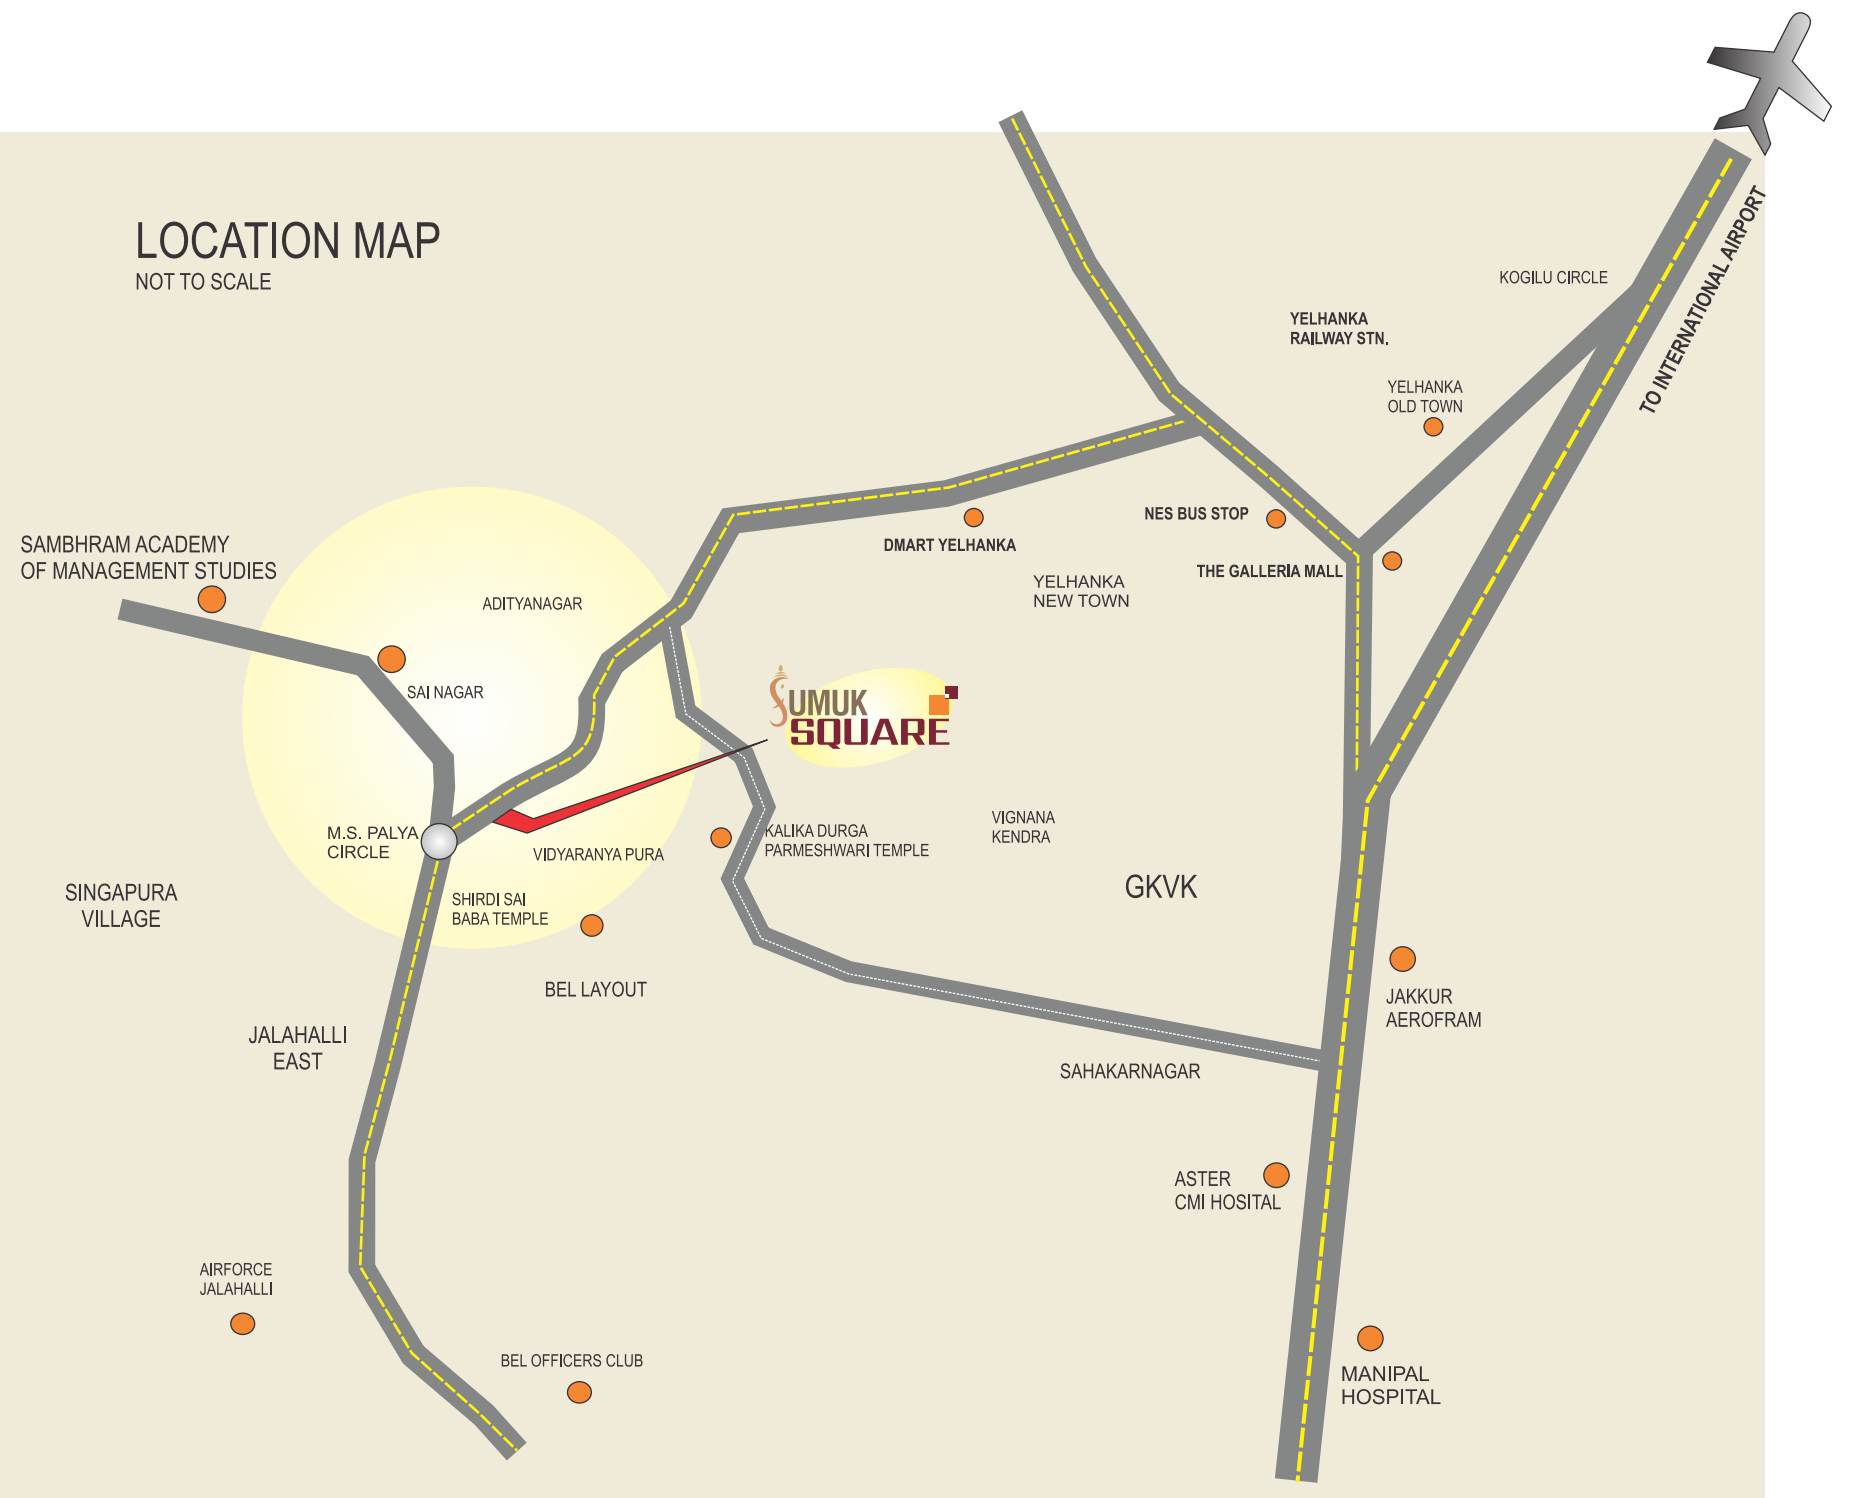 LOCATION MAP
NOT TO SCALE
KOGILU CIRCLE
TO INTERNATIONAL AIRPORT
YELHANKA
RAILWAY STN.
YELHANKA
OLD TOWN
NES BUS STOP
DMART YELHANKA
THE GALLERIA MALL
YELHANKA
NEW TOWN
SAMBHRAM ACADEMY
OF MANAGEMENT STUDIES
ADITYANAGAR
SAI NAGAR
SUMUK
SQUARE
M.S. PALYA
CIRCLE
VIDYARANYA PURA
KALIKA DURGA
PARMESHWARI TEMPLE
VIGNANA
KENDRA
GKVK
SINGAPURA
VILLAGE
SHIRDI SAI
BABA TEMPLE
BEL LAYOUT
JAKKUR
AEROFRAM
JALAHALLI
EAST
SAHAKARNAGAR
ASTER
CMI HOSITAL
AIRFORCE
JALAHALLI
BEL OFFICERS CLUB
MANIPAL
HOSPITAL